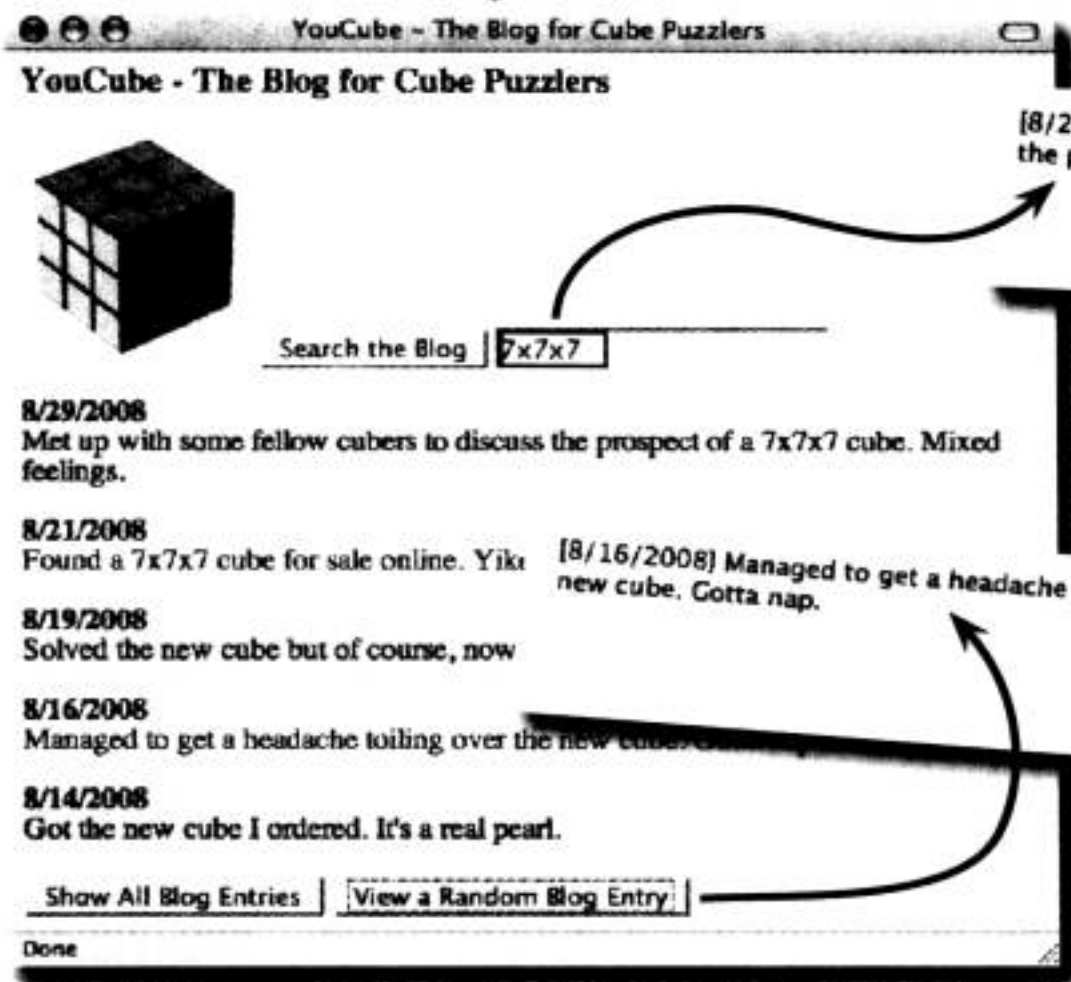 YouCube - The Blog for Cube Puzzlers
YouCube - The Blog for Cube Puzzlers
[8/2
the
Search the Blog
7x7x7
8/29/2008
Met up with some fellow cubers to discuss the prospect of a 7x7x7 cube. Mixed
feelings.
8/21/2008
Found a 7x7x7 cube for sale online.
[8/16/2008] Managed to get a headache
new cube. Gotta nap.
8/19/2008
Solved the new cube but of course, now
8/16/2008
Managed to get a headache toiling over the new cube.
8/14/2008
Got the new cube I ordered. It's a real pearl.
Show All Blog Entries
View a Random Blog Entry
Done